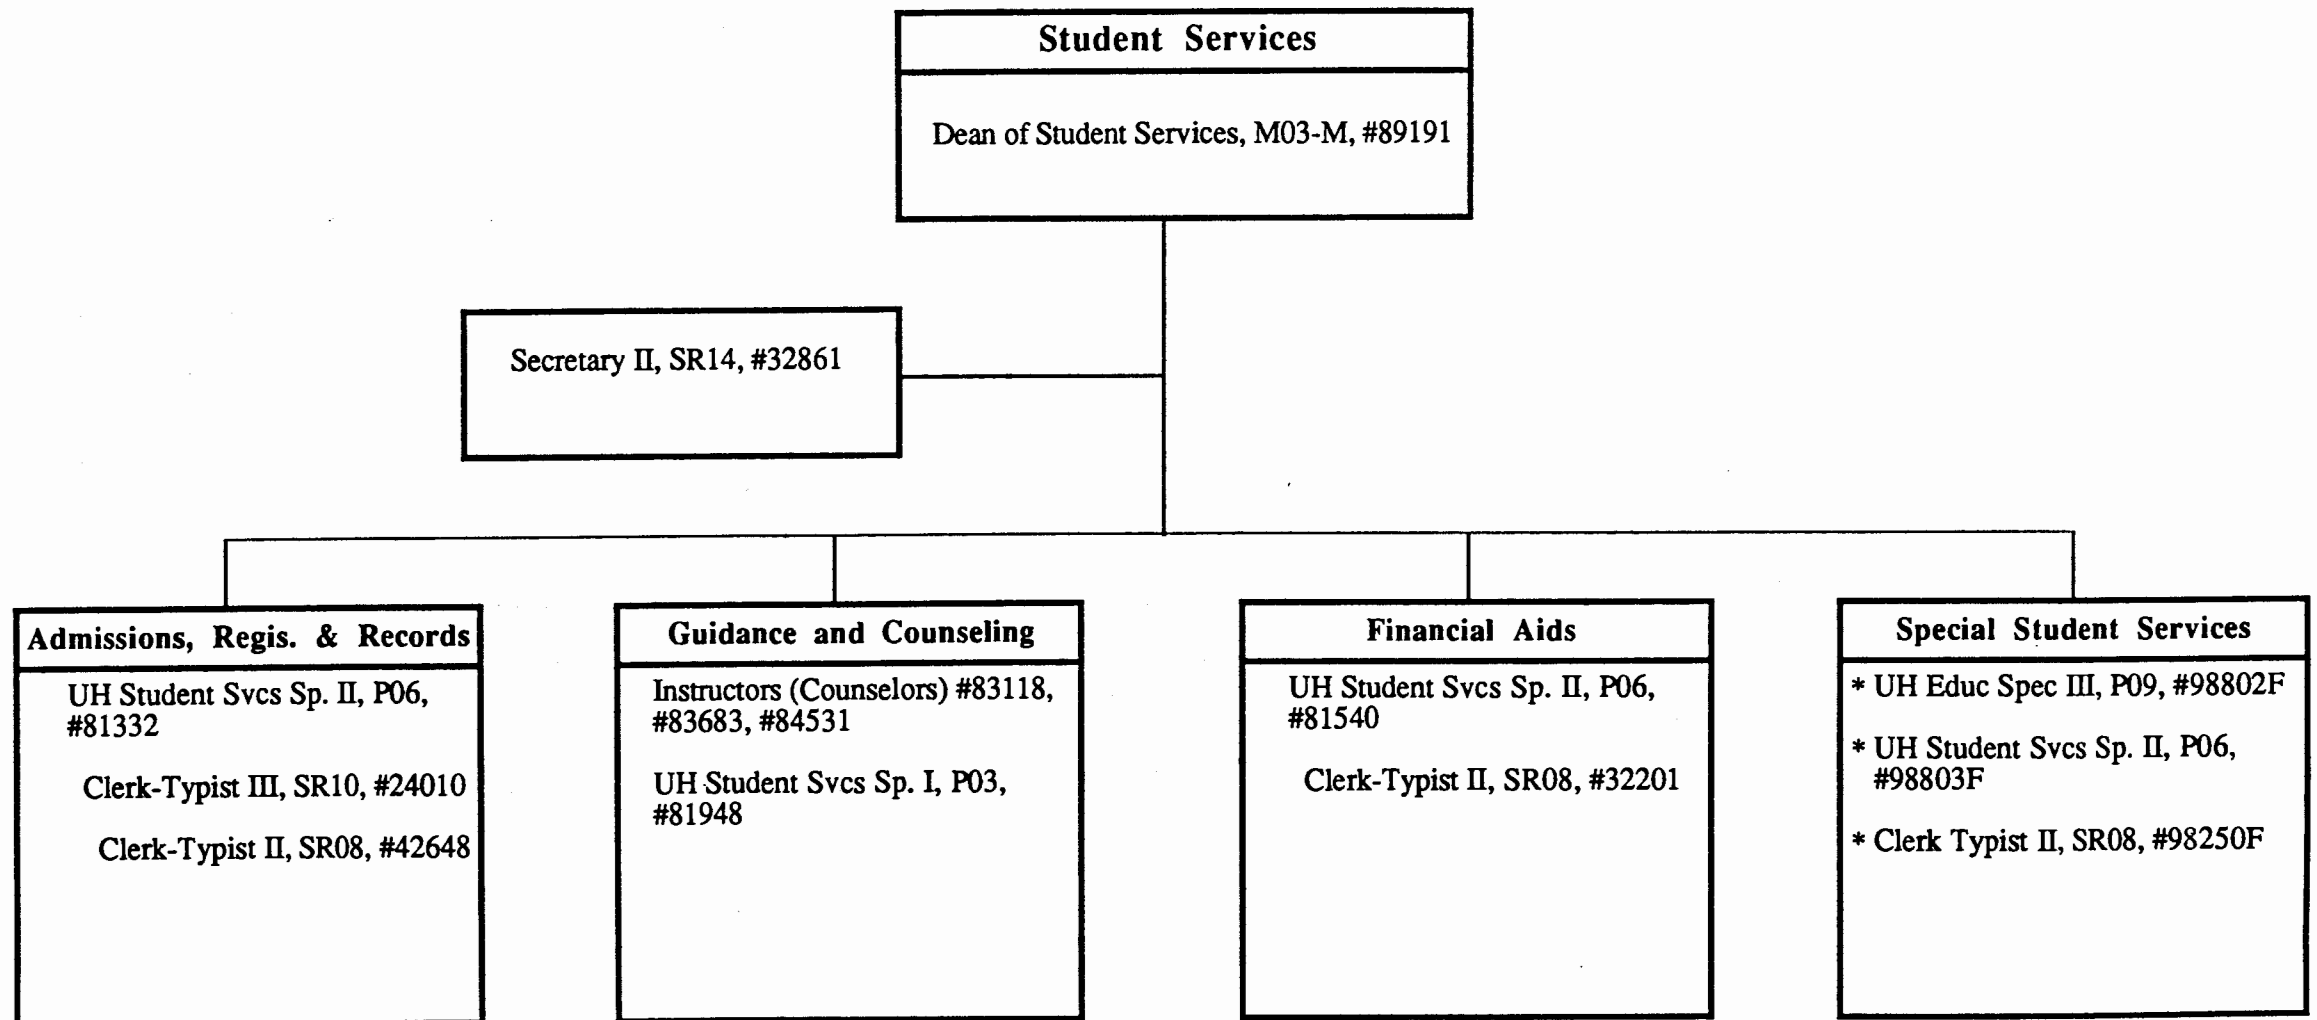 Student Services
Dean of Student Services, M03-M, #89191
Secretary II, SR14, #32861
Admissions, Regis. & Records
UH Student Svcs Sp. II, P06,
#81332
Clerk-Typist III, SR10, #24010
Clerk-Typist II, SR08, #42648
Guidance and Counseling
Instructors (Counselors) #83118,
#83683, #84531
UH Student Svcs Sp. I, P03,
#81948
Financial Aids
UH Student Svcs Sp. II, P06,
#81540
Clerk-Typist II, SR08, #32201
Special Student Services
* UH Educ Spec III, P09, #98802F
* UH Student Svcs Sp. II, P06,
#98803F
* Clerk Typist II, SR08, #98250F